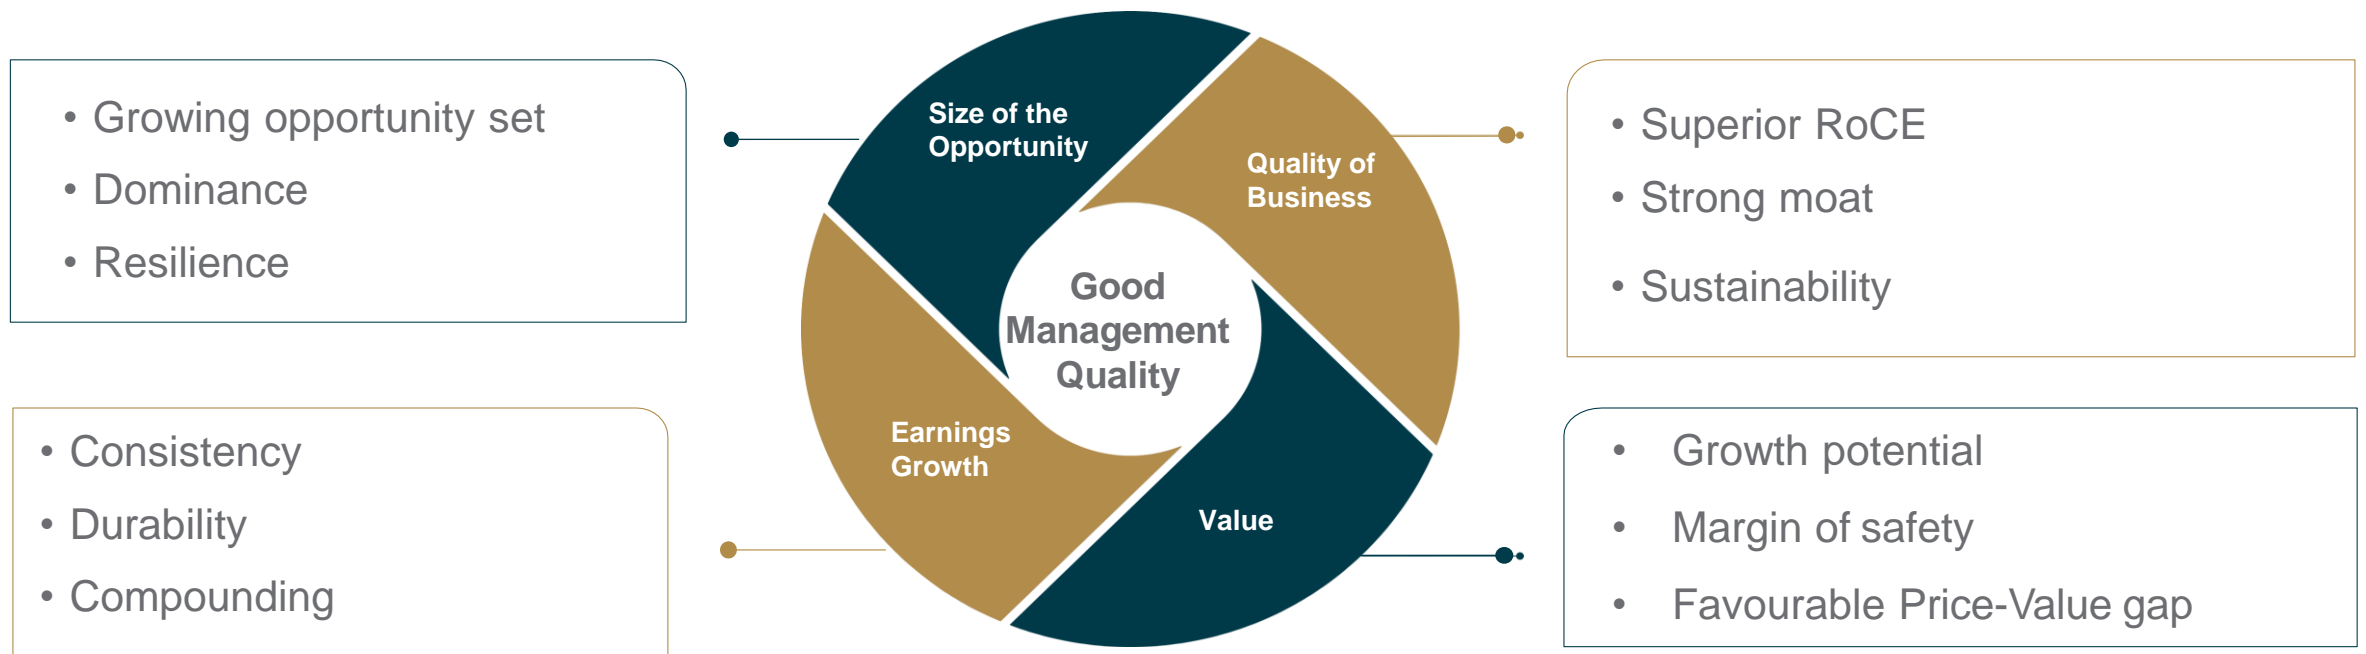 • Growing opportunity set
• Dominance
• Resilience
Size of the
Opportunity
Quality of
Business
• Superior RoCE
• Strong moat
• Sustainability
Good
Management
Quality
• Consistency
• Durability
• Compounding
Earnings
Growth
Value
• Growth potential
• Margin of safety
• Favourable Price-Value gap